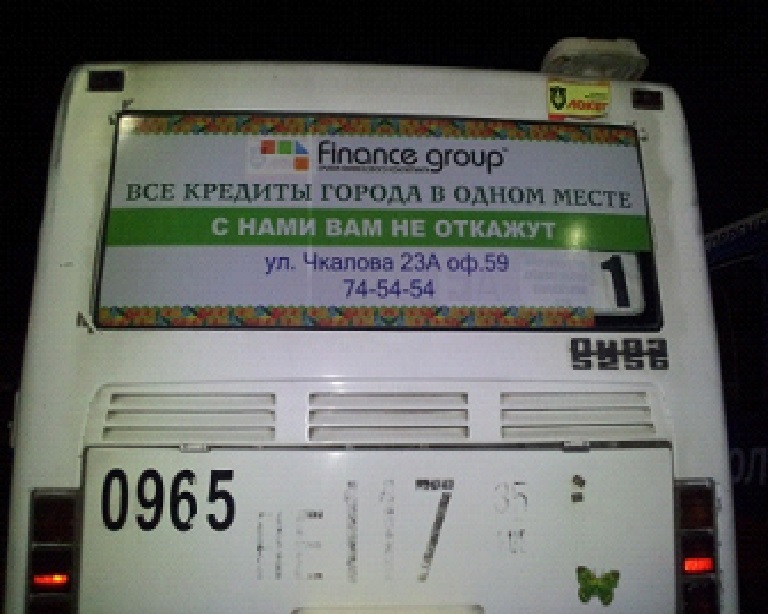 finance group
ВСЕ КРЕДИТЫ ГОРОДА В ОДНОМ МЕСТЕ
С НАМИ ВАМ НЕ ОТКАЖУТ
ул. Чкалова 23А оф.59
74-54-54
1
0965
7
35